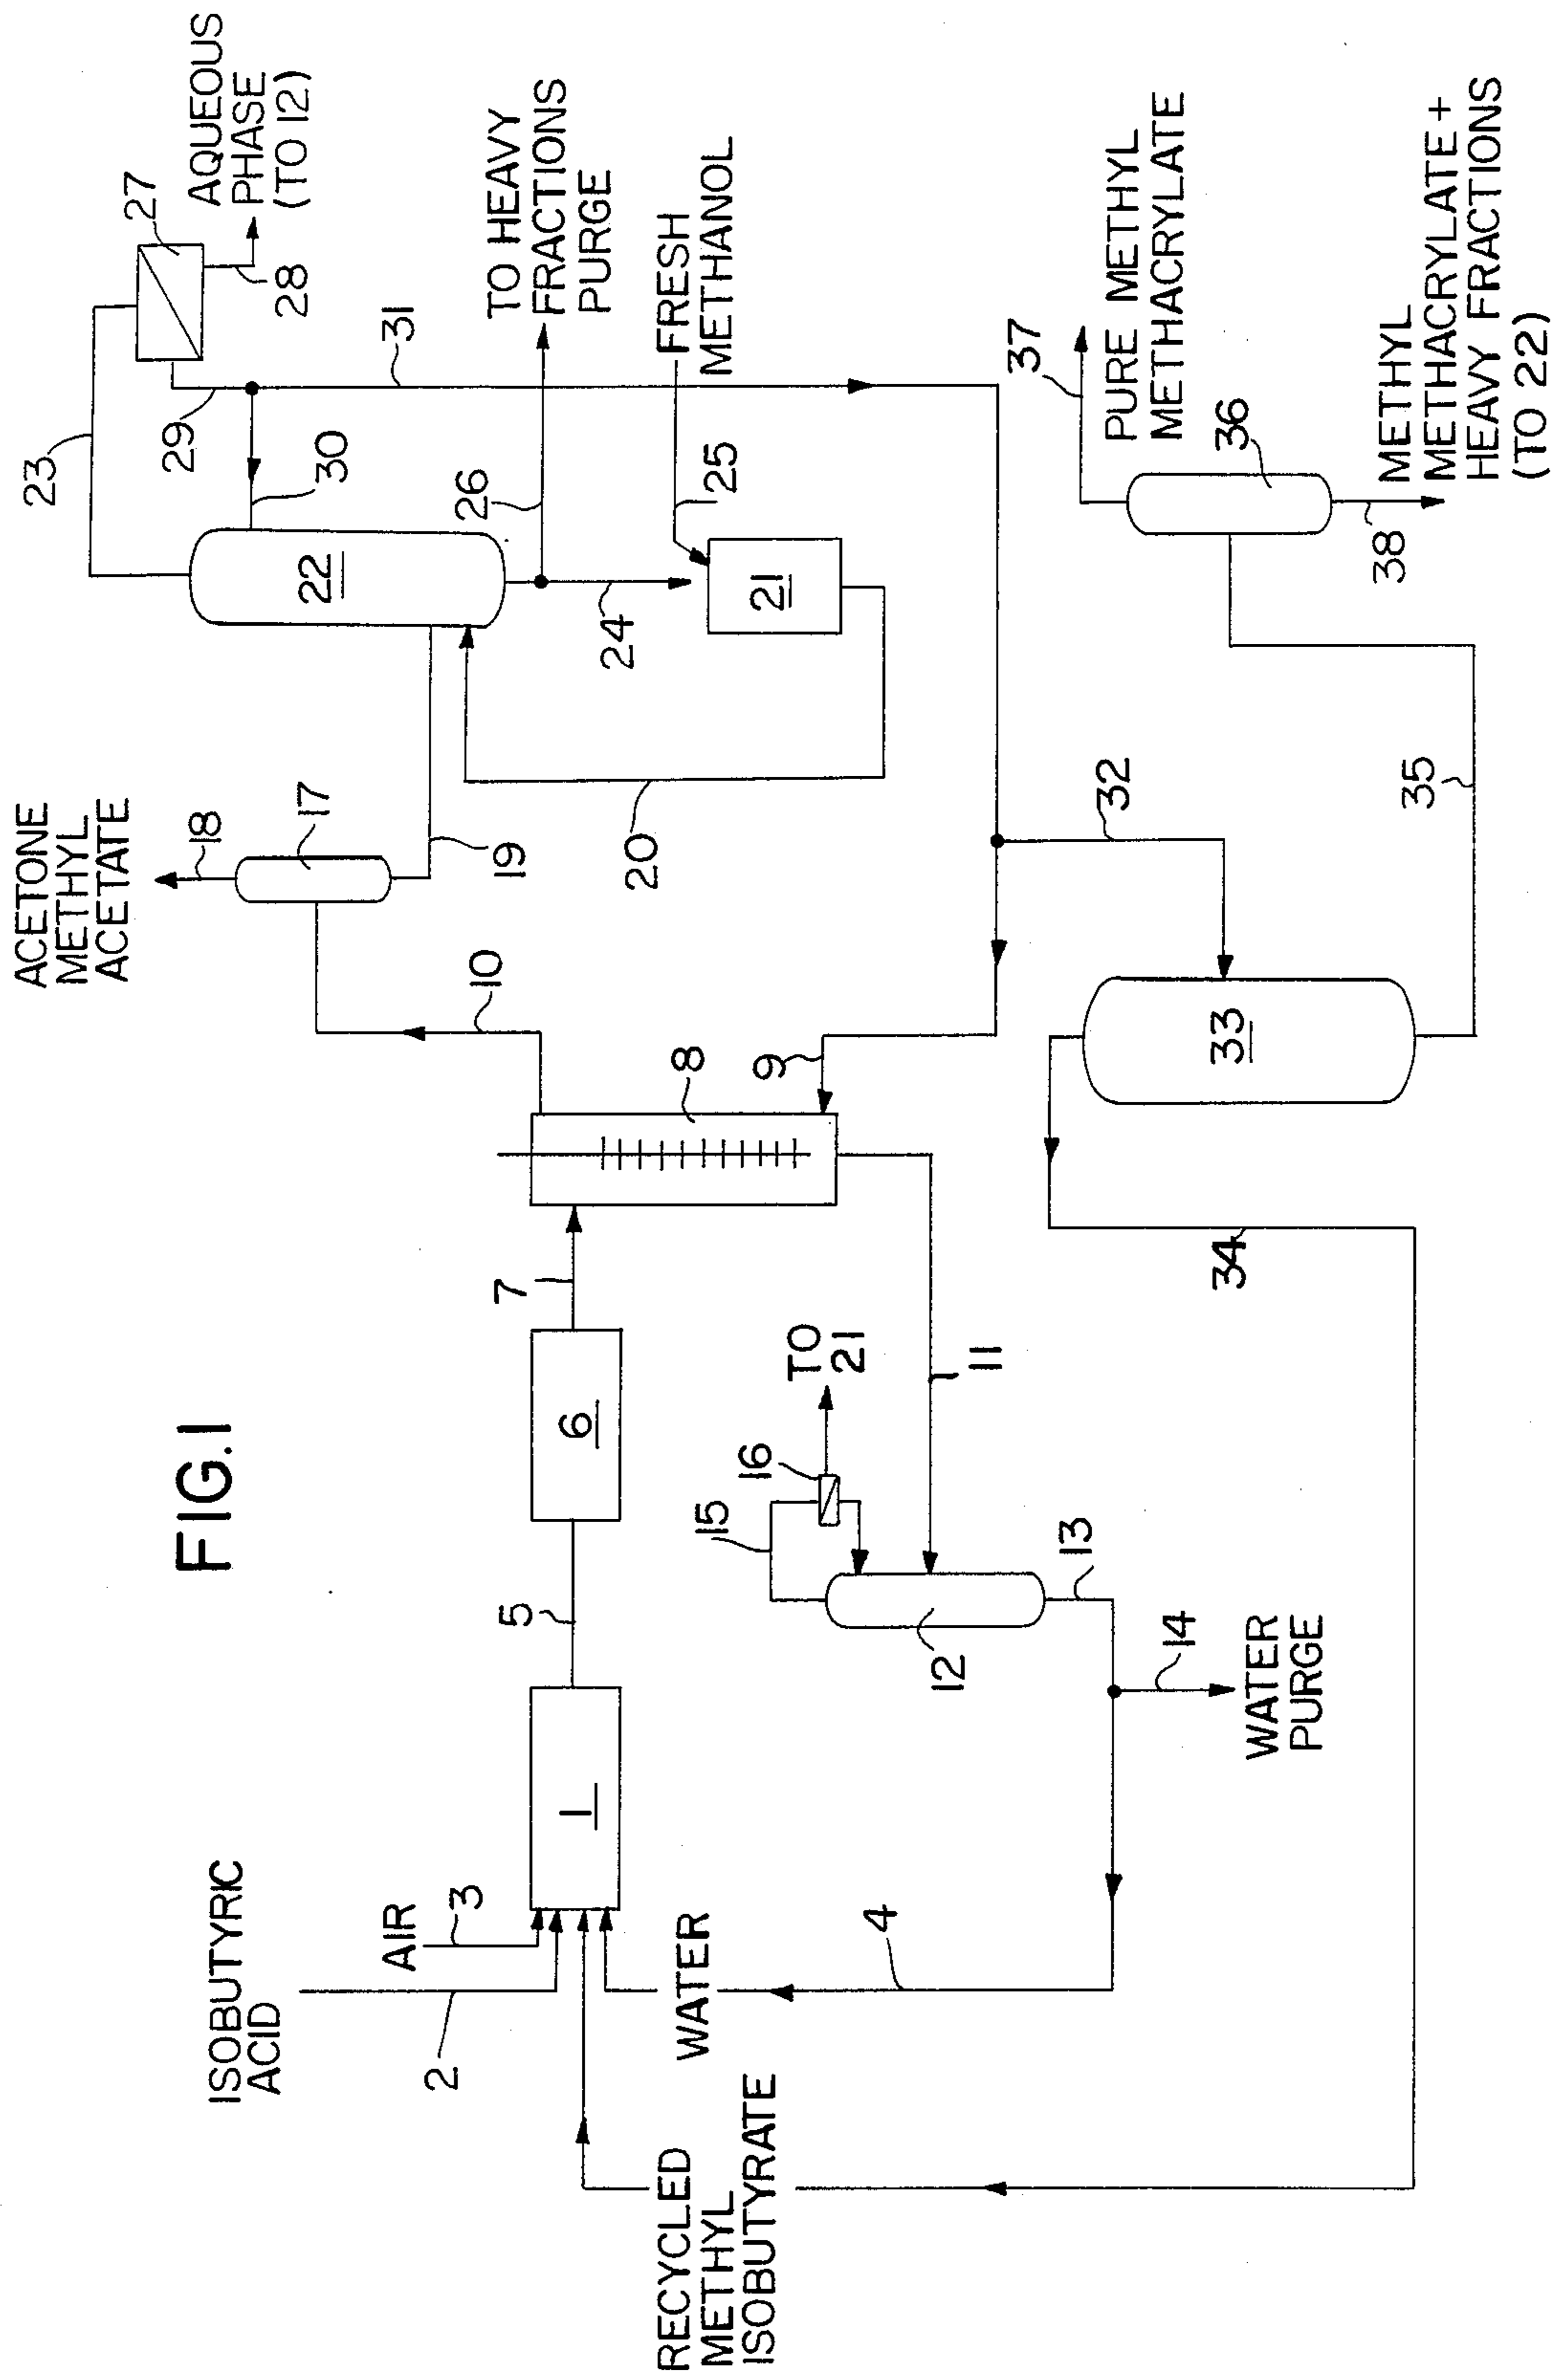 FIG.1
ISOBUTYRIC
ACID
2
AIR
3
1
5
6
7
8
10
ACETONE
METHYL
ACETATE
18
17
19
20
23
22
30
29
27
28
AQUEOUS
PHASE
(TO 12)
31
26
TO HEAVY
FRACTIONS
PURGE
24
21
25
FRESH
METHANOL
RECYCLED
METHYL
ISOBUTYRATE
WATER
4
12
15
16
TO
21
11
13
14
WATER
PURGE
9
32
33
34
35
36
37
PURE METHYL
METHACRYLATE
38
METHYL
METHACRYLATE +
HEAVY FRACTIONS
(TO 22)